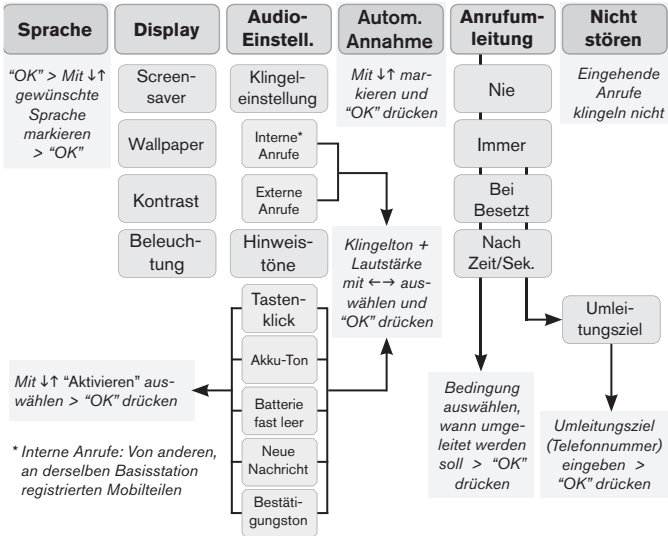 Sprache
"OK" > Mit ↓↑
gewünschte
Sprache
markieren
> "OK"
Display
Screen-
saver
Wallpaper
Kontrast
Beleuch-
tung
Audio-
Einstell.
Klingel
einstellung
Interne*
Anrufe
Externe
Anrufe
Hinweis-
töne
Tasten-
klick
Akku-Ton
Batterie
fast leer
Neue
Nachricht
Bestäti-
gungston
Autom.
Annahme
Mit ↓↑ mar-
kieren und
"OK" drücken
Klingelton +
Lautstärke
mit ←→ aus-
wählen und
"OK" drücken
Anrufum-
leitung
Nie
Immer
Bei
Besetzt
Nach
Zeit/Sek.
Bedingung
auswählen,
wann umge-
leitet werden
soll > "OK"
drücken
Nicht
stören
Eingehende
Anrufe
klingeln nicht
Umlei-
tungsziel
Umleitungsziel
(Telefonnummer)
eingeben >
"OK" drücken
Mit ↓↑ "Aktivieren" aus-
wählen > "OK" drücken
* Interne Anrufe: Von anderen,
an derselben Basisstation
registrierten Mobilteilen